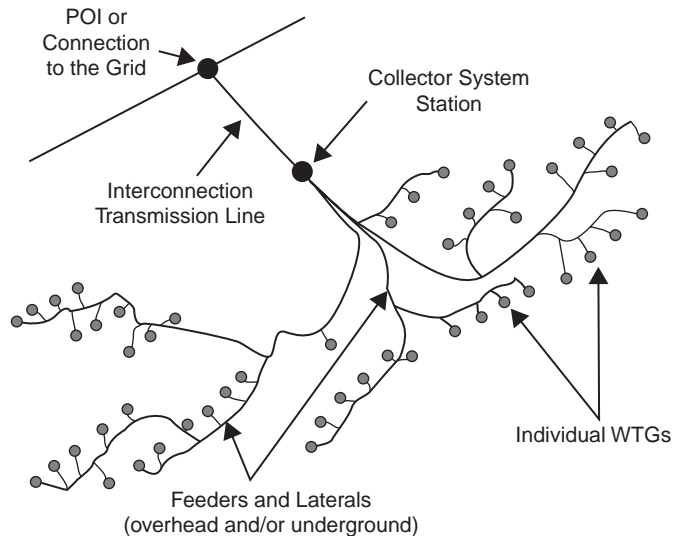 POI or
Connection
to the Grid
Collector System
Station
Interconnection
Transmission Line
Individual WTGs
Feeders and Laterals
(overhead and/or underground)